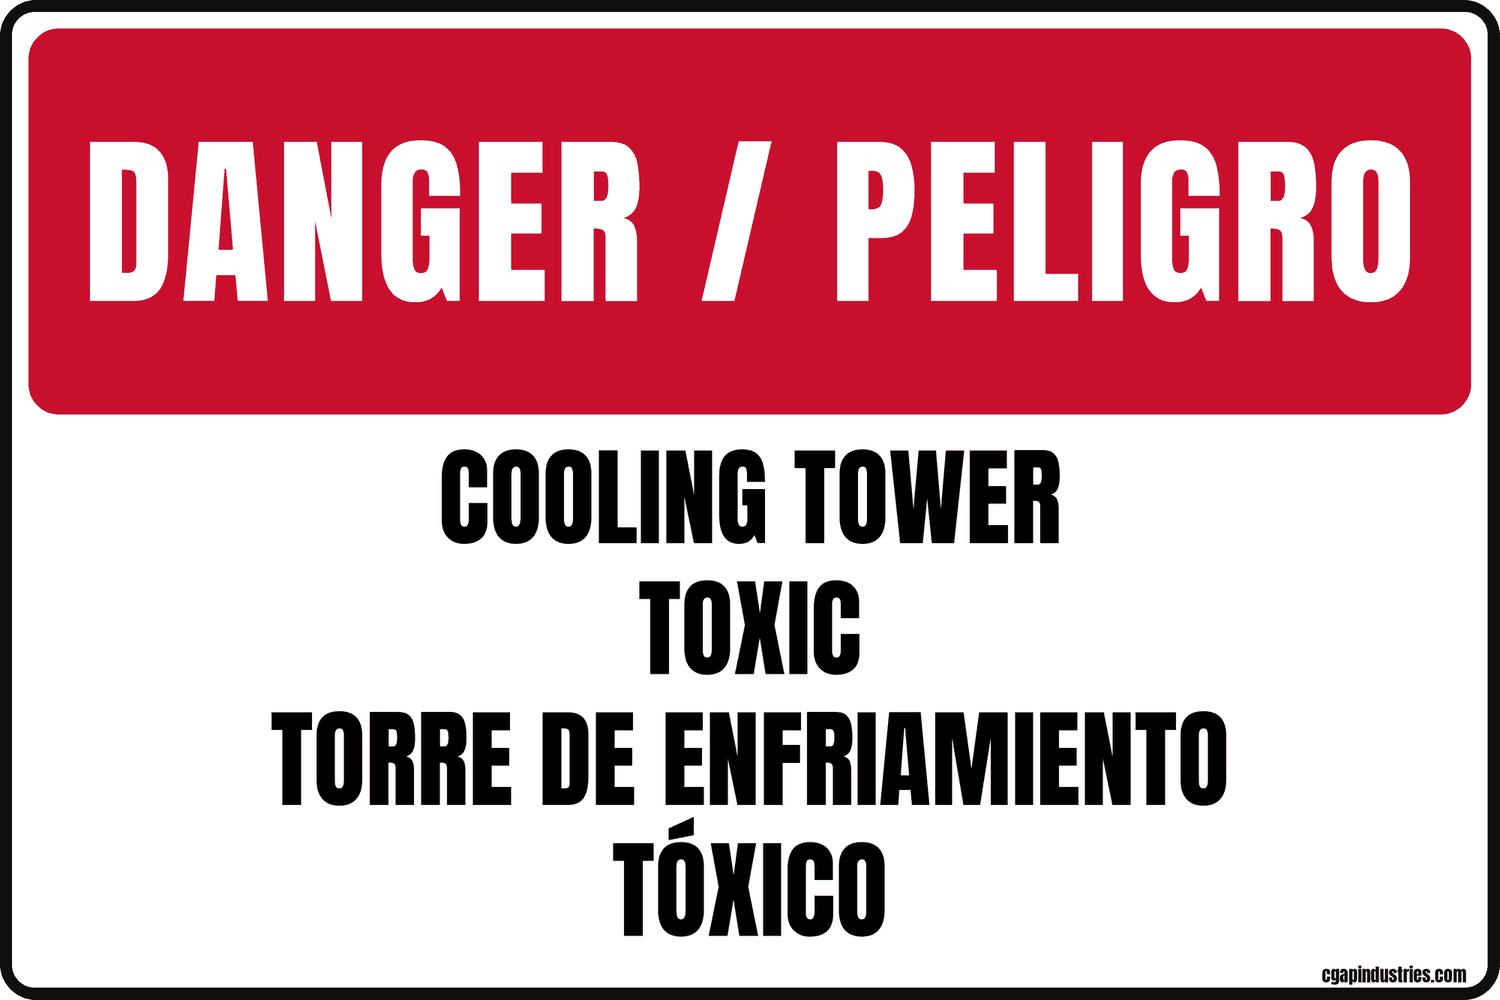 DANGER / PELIGRO
COOLING TOWER
TOXIC
TORRE DE ENFRIAMIENTO
TÓXICO
cgapindustries.com